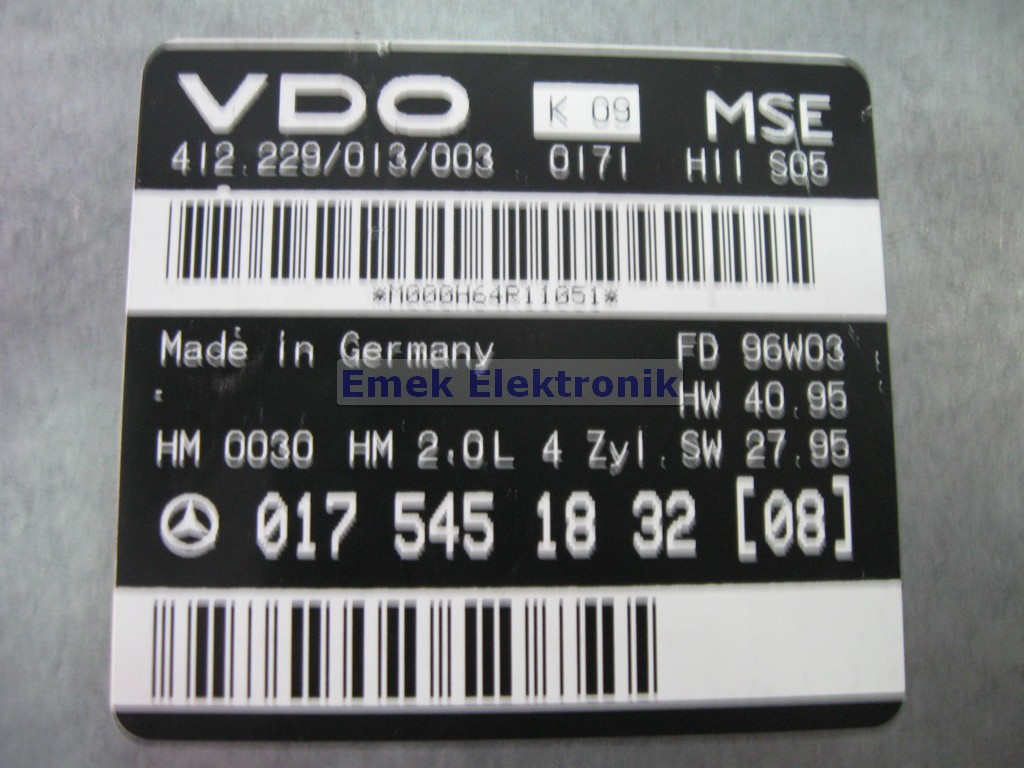 VDO K 09 MSE
412.229/013/003 0171 H11 S05
*M000H64R11051*
Made in Germany FD 96W03
Emek Elektronik
HW 40.95
HM 0030 HM 2.0L 4 Zyl. SW 27.95
017 545 18 32 [08]